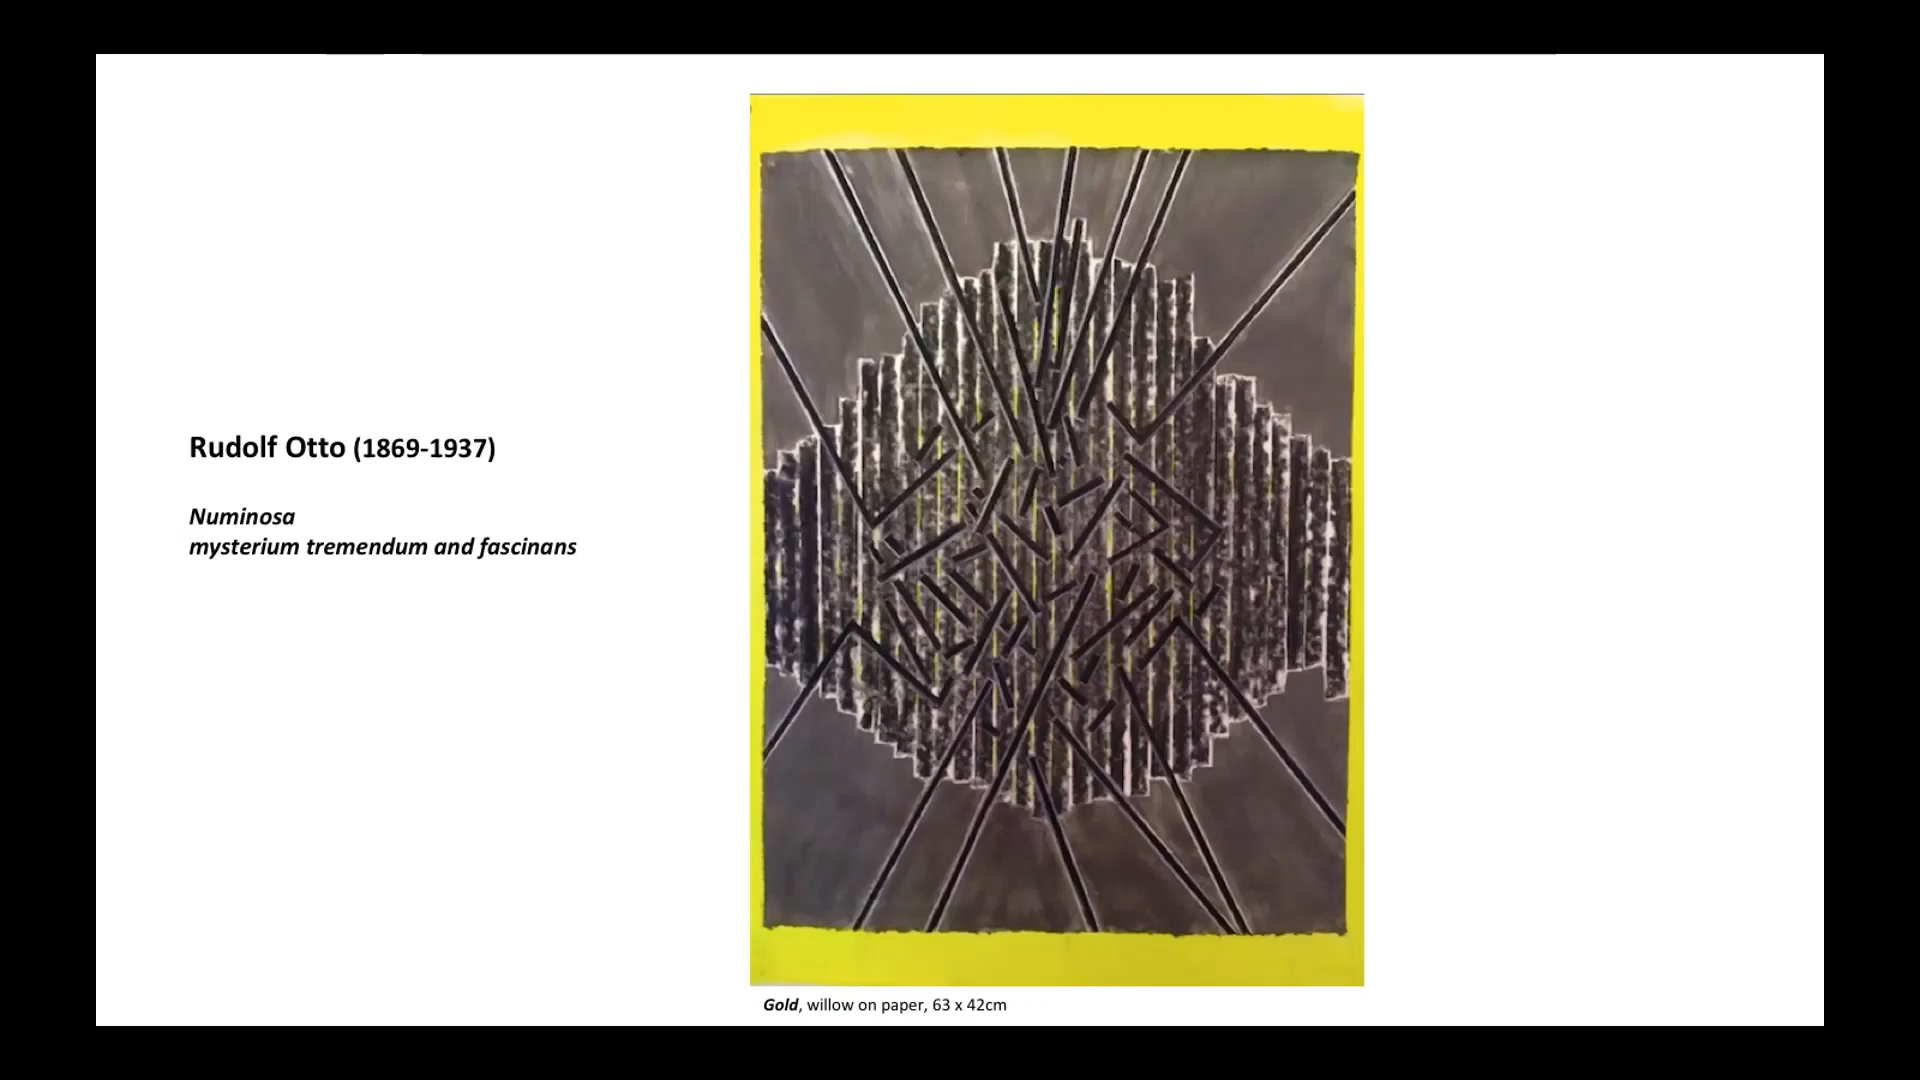 Rudolf Otto (1869-1937)
Numinosa
mysterium tremendum and fascinans
Gold, willow on paper, 63 x 42cm